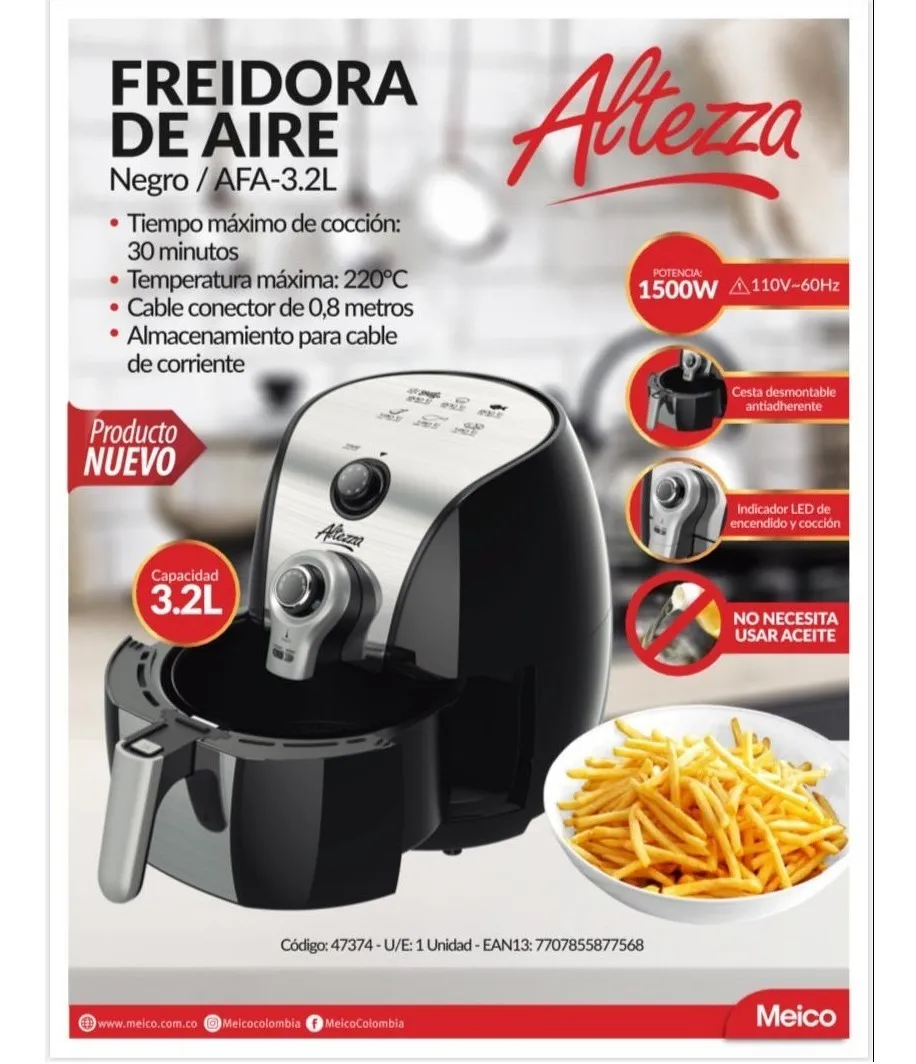 FREIDORA
DE AIRE
Negro / AFA-3.2L
• Tiempo máximo de cocción:
30 minutos
• Temperatura máxima: 220°C
• Cable conector de 0,8 metros
• Almacenamiento para cable
de corriente
Altezza
POTENCIA:
1500W
110V~60Hz
Cesta desmontable
antiadherente
Indicador LED de
encendido y cocción
NO NECESITA
USAR ACEITE
Producto
NUEVO
Capacidad
3.2L
Altezza
Código: 47374 - U/E: 1 Unidad - EAN13: 7707855877568
www.meico.com.co Meicocolombia MeicoColombia
Meico